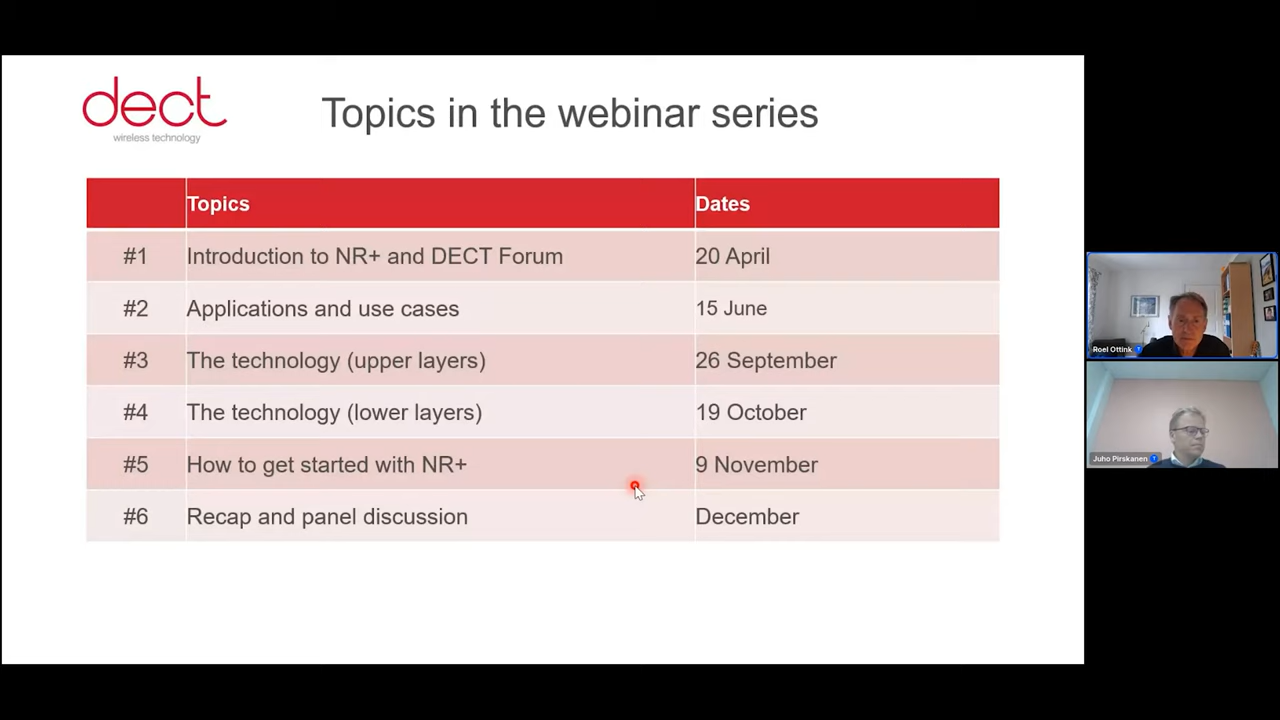 dect
wireless technology
Topics in the webinar series
Topics Dates
#1 Introduction to NR+ and DECT Forum 20 April
#2 Applications and use cases 15 June
#3 The technology (upper layers) 26 September
#4 The technology (lower layers) 19 October
#5 How to get started with NR+ 9 November
#6 Recap and panel discussion December
Roel Ottink
Juho Pirskanen